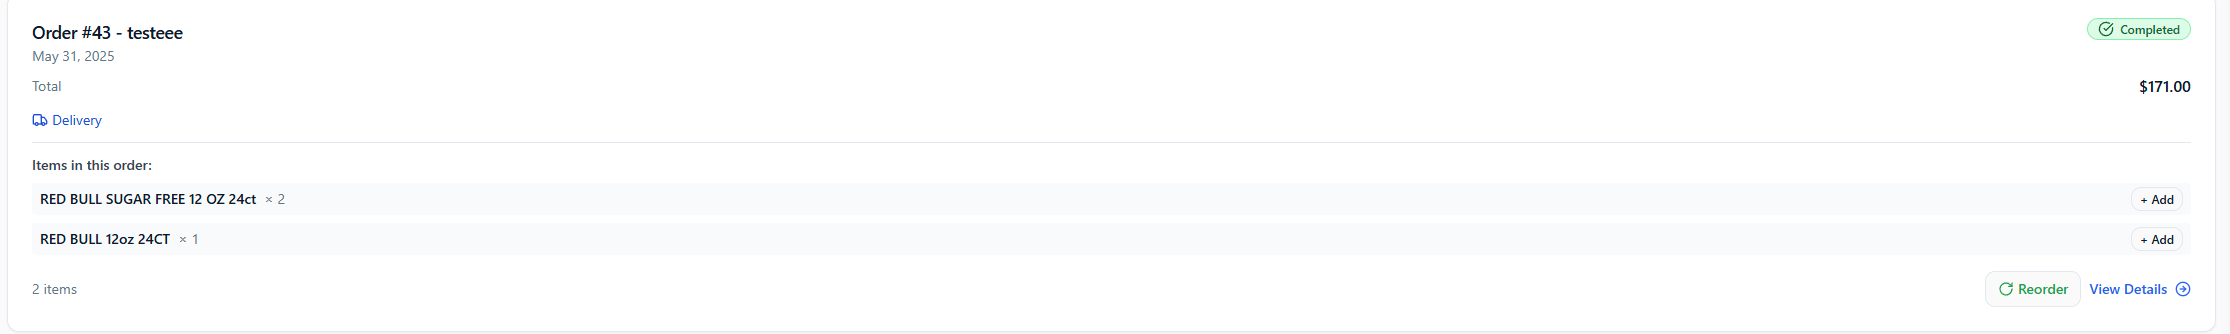 Order #43 - testeee
Completed
May 31, 2025
Total
$171.00
Delivery
Items in this order:
RED BULL SUGAR FREE 12 OZ 24ct × 2
+ Add
RED BULL 12oz 24CT × 1
+ Add
2 items
Reorder
View Details